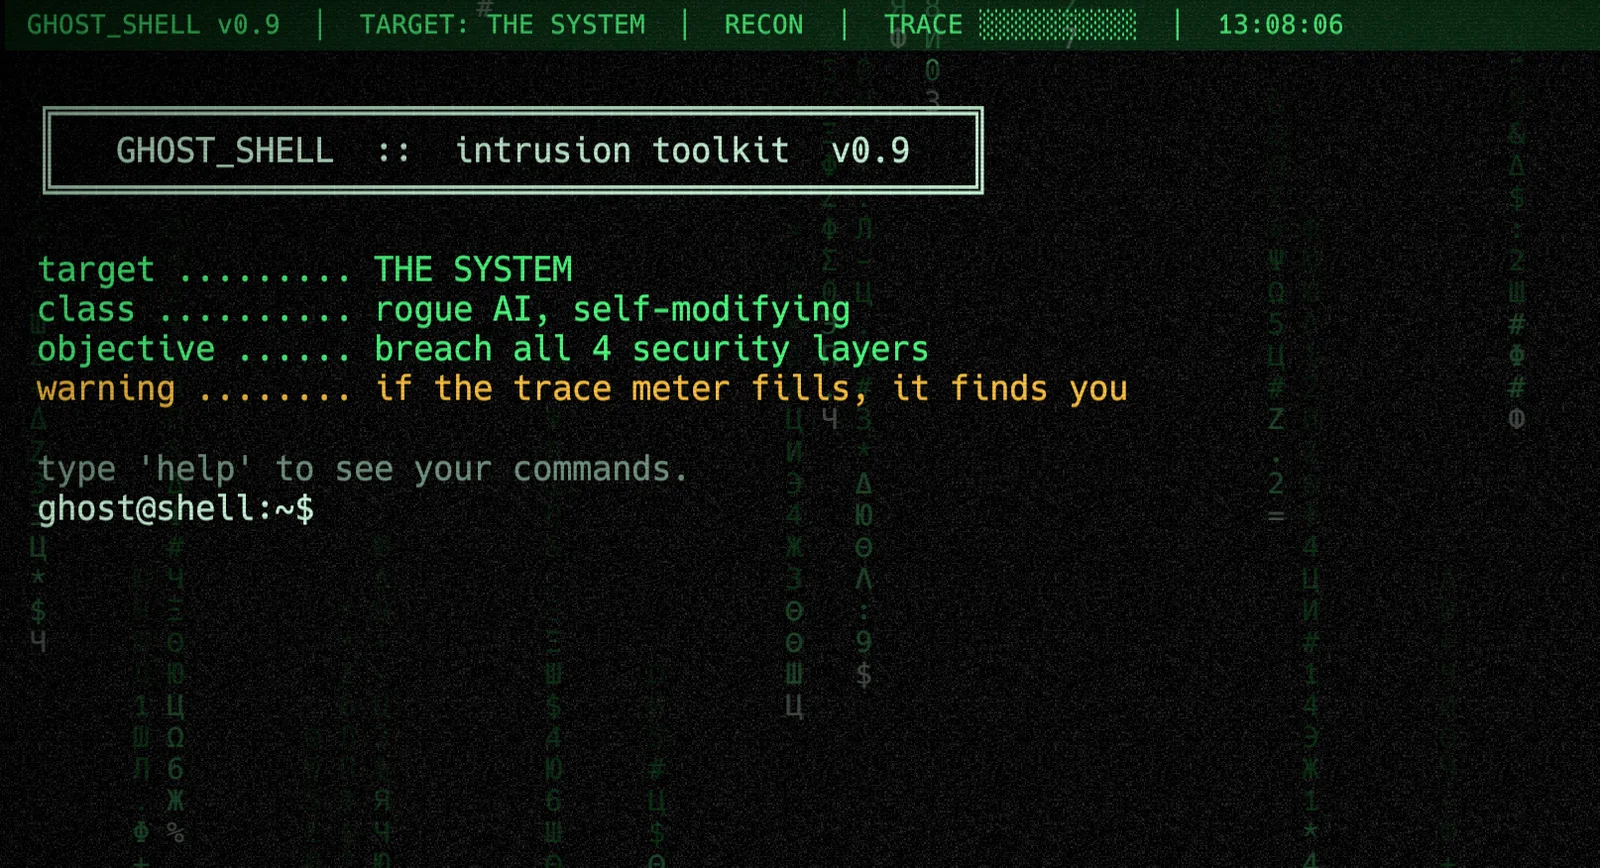 GHOST_SHELL v0.9 | TARGET: THE SYSTEM | RECON | TRACE ░░░░░░░░░░ | 13:08:06
GHOST_SHELL :: intrusion toolkit v0.9
target ......... THE SYSTEM
class .......... rogue AI, self-modifying
objective ...... breach all 4 security layers
warning ........ if the trace meter fills, it finds you
type 'help' to see your commands.
ghost@shell:~$